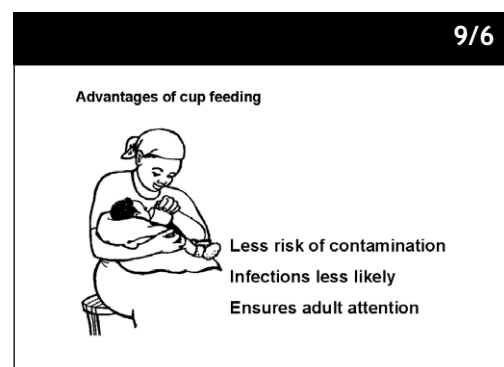 9/6
Advantages of cup feeding
Less risk of contamination
Infections less likely
Ensures adult attention